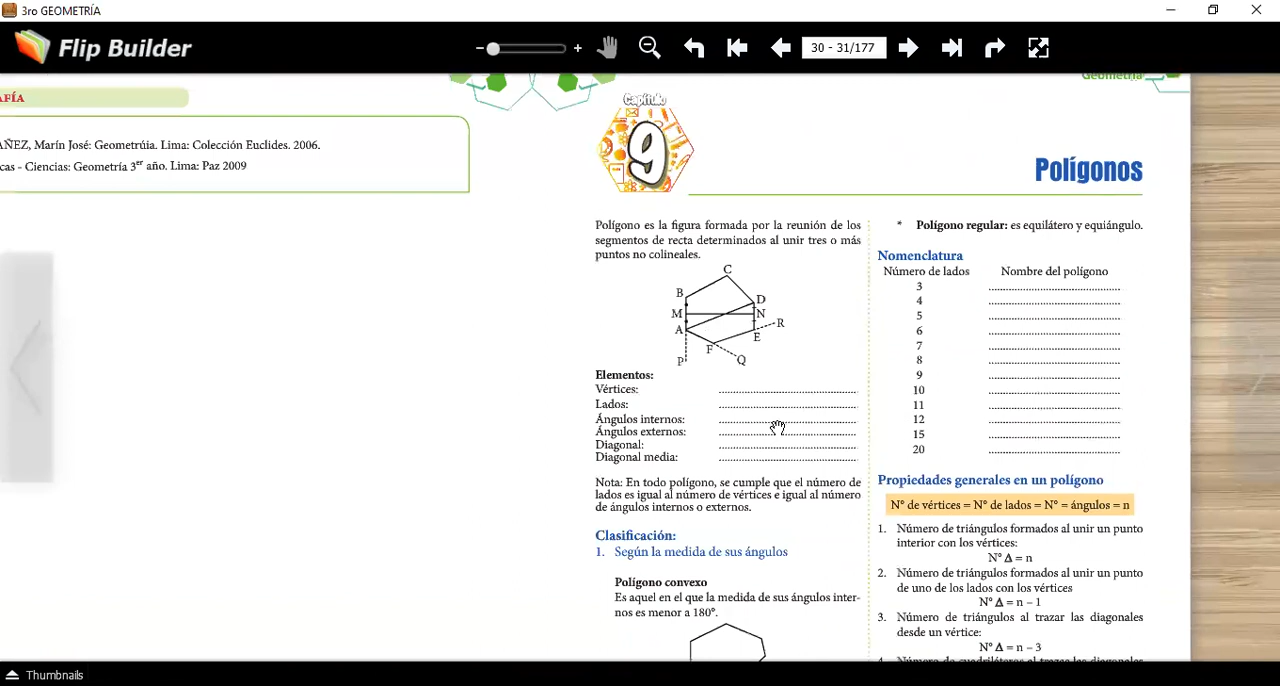 3ro GEOMETRÍA
Flip Builder
30 - 31/177
AFÍA
AÑEZ, Marín José: Geometrúia. Lima: Colección Euclides. 2006.
cas - Ciencias: Geometría 3er año. Lima: Paz 2009
Geometría
Capítulo
9
Polígonos
Polígono es la figura formada por la reunión de los
segmentos de recta determinados al unir tres o más
puntos no colineales.
C
B
D
M
N
A
R
E
F
P
Q
Elementos:
Vértices: ........................................
Lados: ........................................
Ángulos internos: ........................................
Ángulos externos: ........................................
Diagonal: ........................................
Diagonal media: ........................................
Nota: En todo polígono, se cumple que el número de
lados es igual al número de vértices e igual al número
de ángulos internos o externos.
Clasificación:
1. Según la medida de sus ángulos
Polígono convexo
Es aquel en el que la medida de sus ángulos inter-
nos es menor a 180°.
* Polígono regular: es equilátero y equiángulo.
Nomenclatura
Número de lados Nombre del polígono
3 ........................................
4 ........................................
5 ........................................
6 ........................................
7 ........................................
8 ........................................
9 ........................................
10 ........................................
11 ........................................
12 ........................................
15 ........................................
20 ........................................
Propiedades generales en un polígono
N° de vértices = N° de lados = N° = ángulos = n
1. Número de triángulos formados al unir un punto
interior con los vértices:
N° Δ = n
2. Número de triángulos formados al unir un punto
de uno de los lados con los vértices
N° Δ = n – 1
3. Número de triángulos al trazar las diagonales
desde un vértice:
N° Δ = n – 3
4. Número de cuadriláteros al trazar las diagonales
Thumbnails